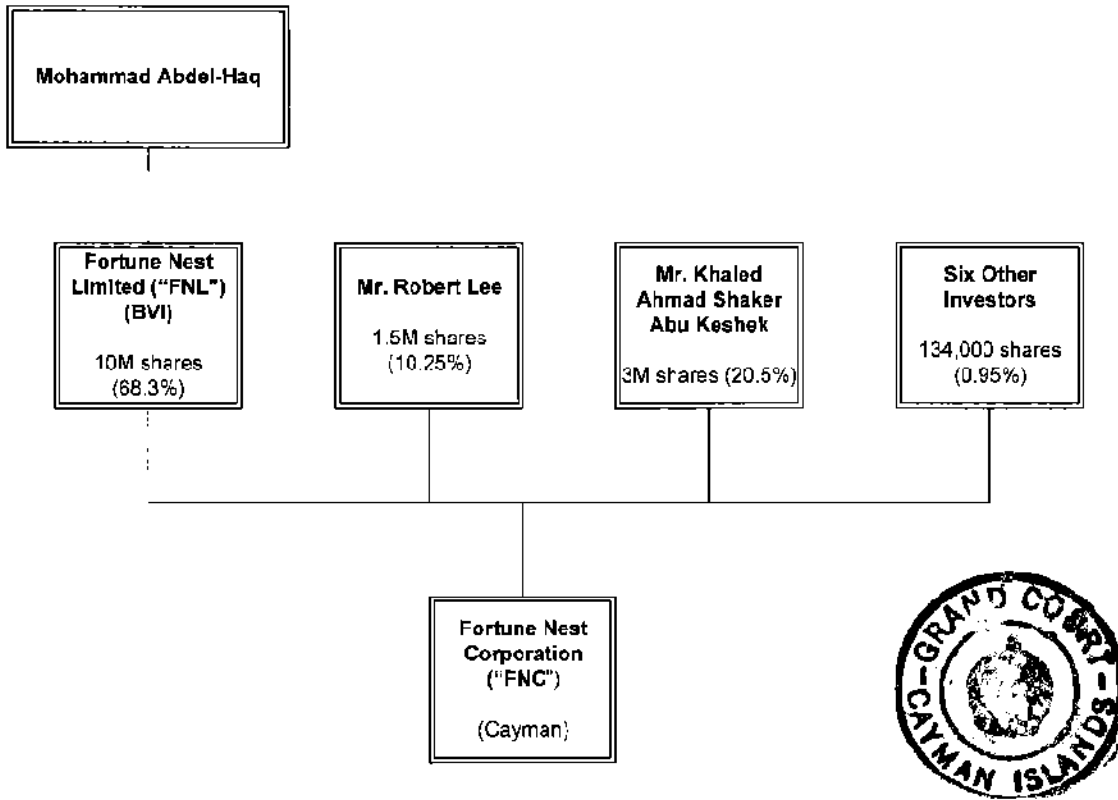 Mohammad Abdel-Haq
Fortune Nest
Limited ("FNL")
(BVI)
10M shares
(68.3%)
Mr. Robert Lee
1.5M shares
(10.25%)
Mr. Khaled
Ahmad Shaker
Abu Keshek
3M shares (20.5%)
Six Other
Investors
134,000 shares
(0.95%)
Fortune Nest
Corporation
("FNC")
(Cayman)
GRAND COURT
CAYMAN ISLANDS